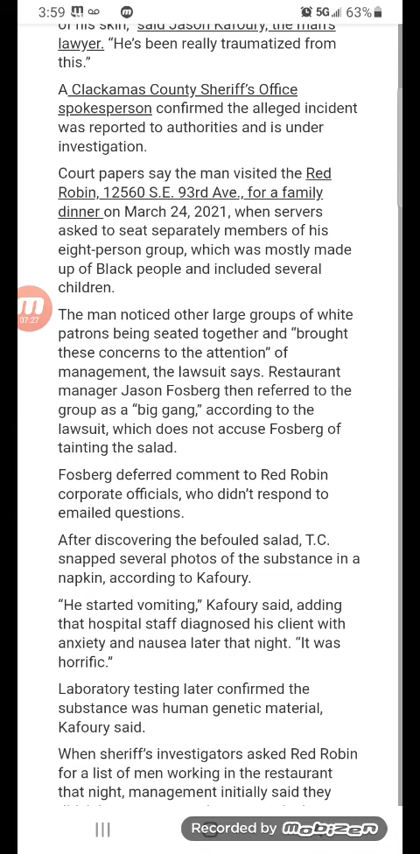 3:59 5G 63%
of his skin," said Jason Kafoury, the man's
lawyer. “He’s been really traumatized from
this.”
A Clackamas County Sheriff’s Office
spokesperson confirmed the alleged incident
was reported to authorities and is under
investigation.
Court papers say the man visited the Red
Robin, 12560 S.E. 93rd Ave., for a family
dinner on March 24, 2021, when servers
asked to seat separately members of his
eight-person group, which was mostly made
up of Black people and included several
children.
m
07:27
The man noticed other large groups of white
patrons being seated together and “brought
these concerns to the attention” of
management, the lawsuit says. Restaurant
manager Jason Fosberg then referred to the
group as a “big gang,” according to the
lawsuit, which does not accuse Fosberg of
tainting the salad.
Fosberg deferred comment to Red Robin
corporate officials, who didn’t respond to
emailed questions.
After discovering the befouled salad, T.C.
snapped several photos of the substance in a
napkin, according to Kafoury.
“He started vomiting,” Kafoury said, adding
that hospital staff diagnosed his client with
anxiety and nausea later that night. “It was
horrific.”
Laboratory testing later confirmed the
substance was human genetic material,
Kafoury said.
When sheriff’s investigators asked Red Robin
for a list of men working in the restaurant
that night, management initially said they
Recorded by mobizen